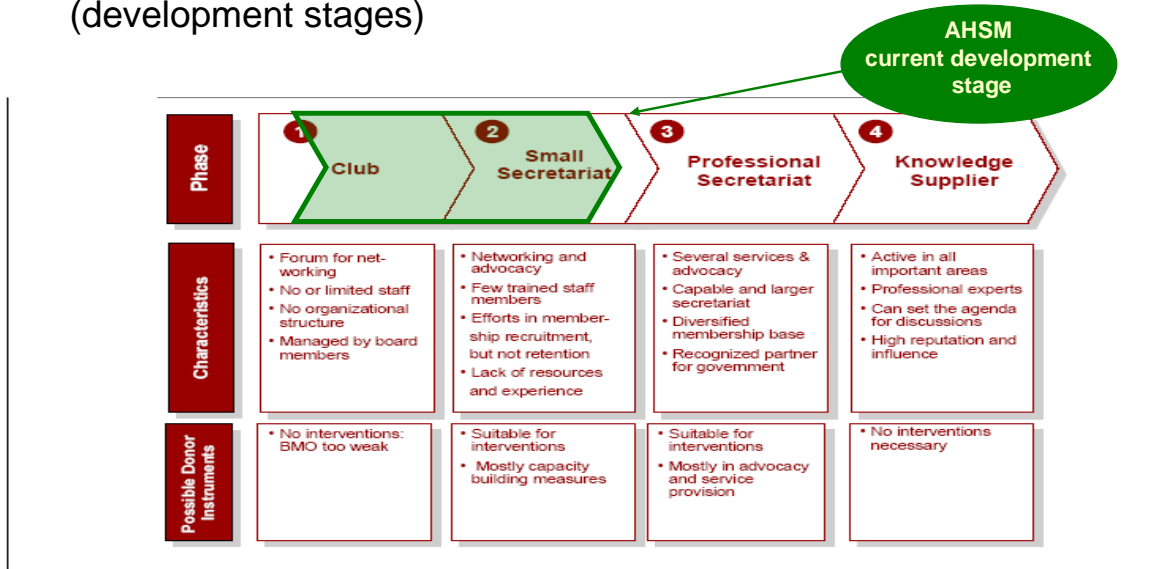 (development stages)
AHSM
current development
stage
Phase
1
Club
2
Small
Secretariat
3
Professional
Secretariat
4
Knowledge
Supplier
Characteristics
• Forum for net-
working
• No or limited staff
• No organizational
structure
• Managed by board
members
• Networking and
advocacy
• Few trained staff
members
• Efforts in member-
ship recruitment,
but not retention
• Lack of resources
and experience
• Several services &
advocacy
• Capable and larger
secretariat
• Diversified
membership base
• Recognized partner
for government
• Active in all
important areas
• Professional experts
• Can set the agenda
for discussions
• High reputation and
influence
Possible Donor
Instruments
• No interventions:
BMO too weak
• Suitable for
interventions
• Mostly capacity
building measures
• Suitable for
interventions
• Mostly in advocacy
and service
provision
• No interventions
necessary